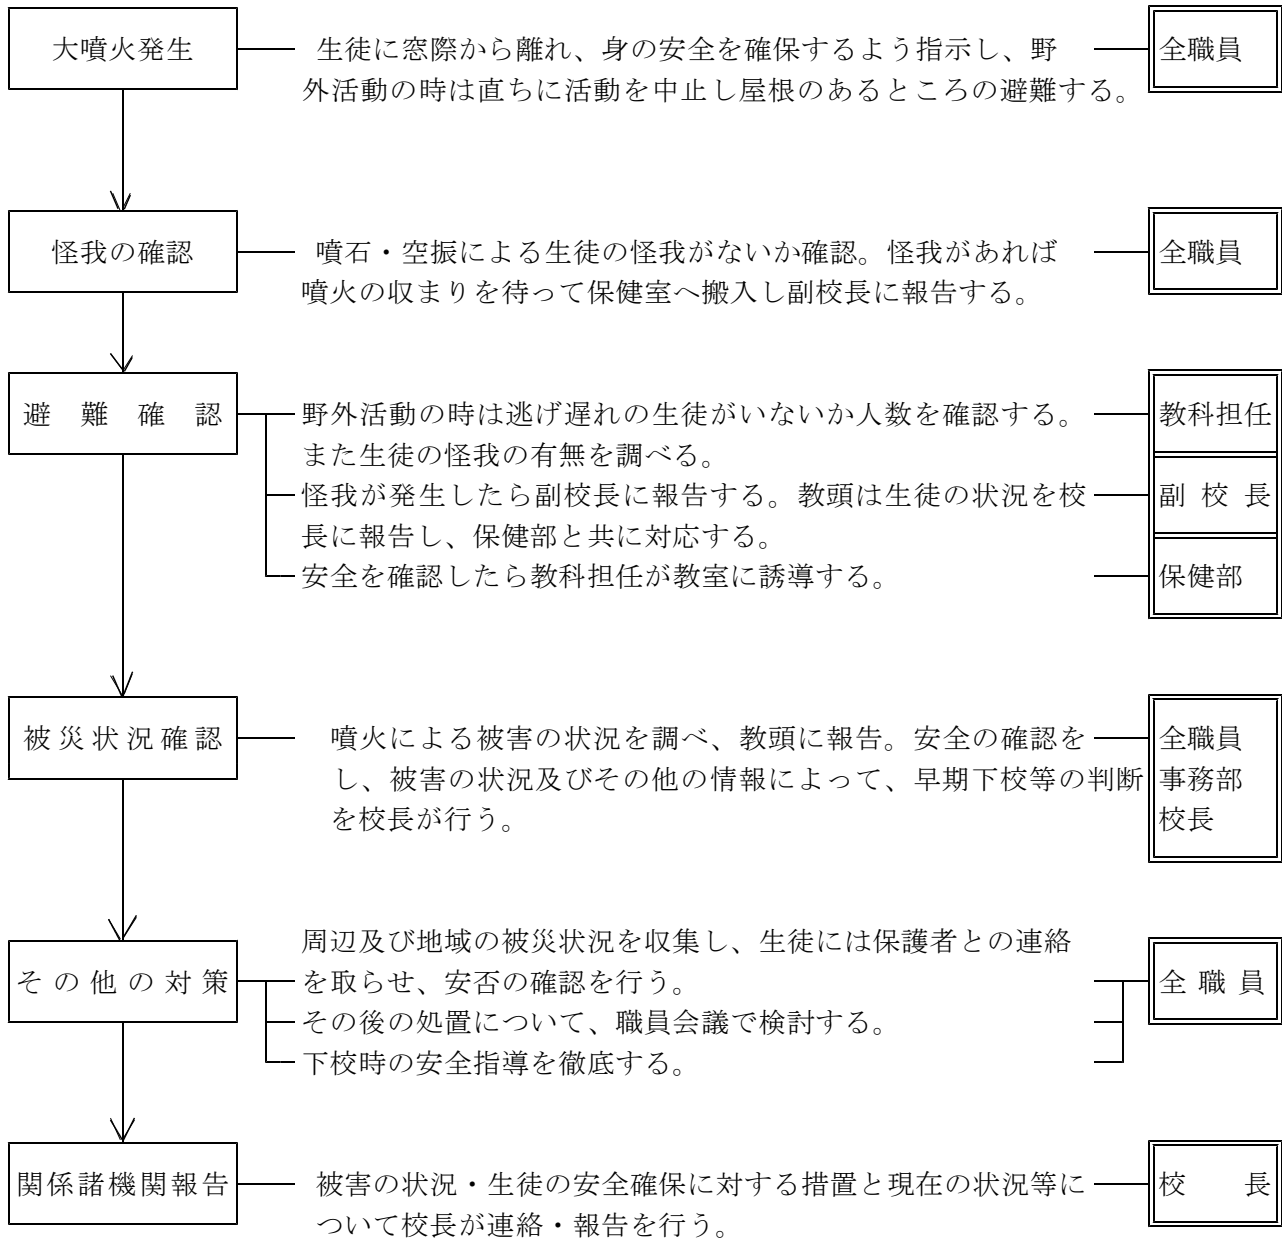 大噴火発生
生徒に窓際から離れ、身の安全を確保するよう指示し、野
外活動の時は直ちに活動を中止し屋根のあるところの避難する。
全職員
怪我の確認
噴石・空振による生徒の怪我がないか確認。怪我があれば
噴火の収まりを待って保健室へ搬入し副校長に報告する。
全職員
避難確認
野外活動の時は逃げ遅れの生徒がいないか人数を確認する。
また生徒の怪我の有無を調べる。
教科担任
怪我が発生したら副校長に報告する。教頭は生徒の状況を校
長に報告し、保健部と共に対応する。
副校長
安全を確認したら教科担任が教室に誘導する。
保健部
被災状況確認
噴火による被害の状況を調べ、教頭に報告。安全の確認を
し、被害の状況及びその他の情報によって、早期下校等の判断
を校長が行う。
全職員
事務部
校長
その他の対策
周辺及び地域の被災状況を収集し、生徒には保護者との連絡
を取らせ、安否の確認を行う。
その後の処置について、職員会議で検討する。
下校時の安全指導を徹底する。
全職員
関係諸機関報告
被害の状況・生徒の安全確保に対する措置と現在の状況等に
ついて校長が連絡・報告を行う。
校長